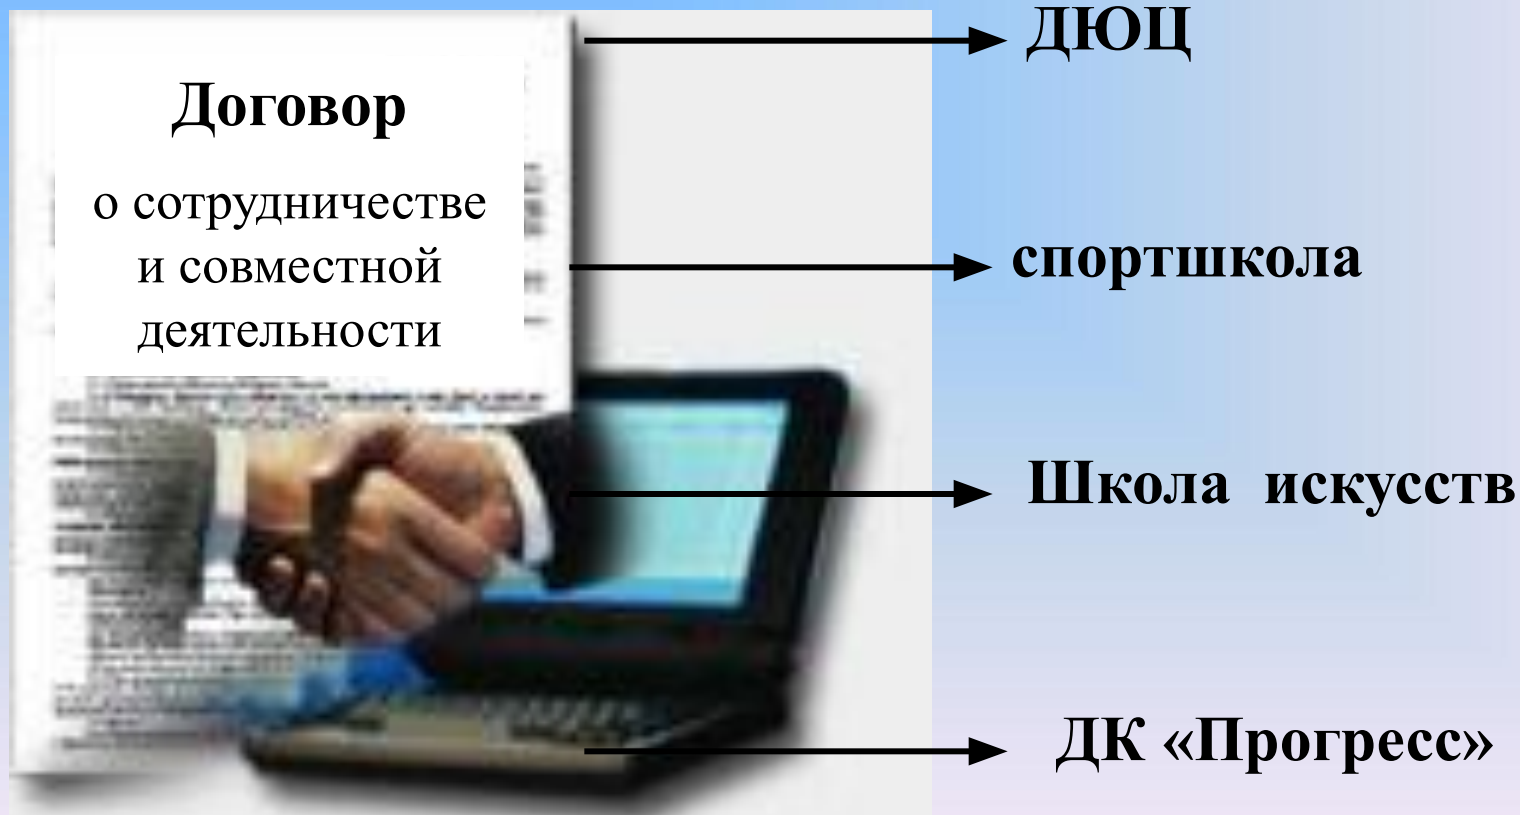 Договор
о сотрудничестве
и совместной
деятельности
ДЮЦ
спортшкола
Школа искусств
ДК «Прогресс»